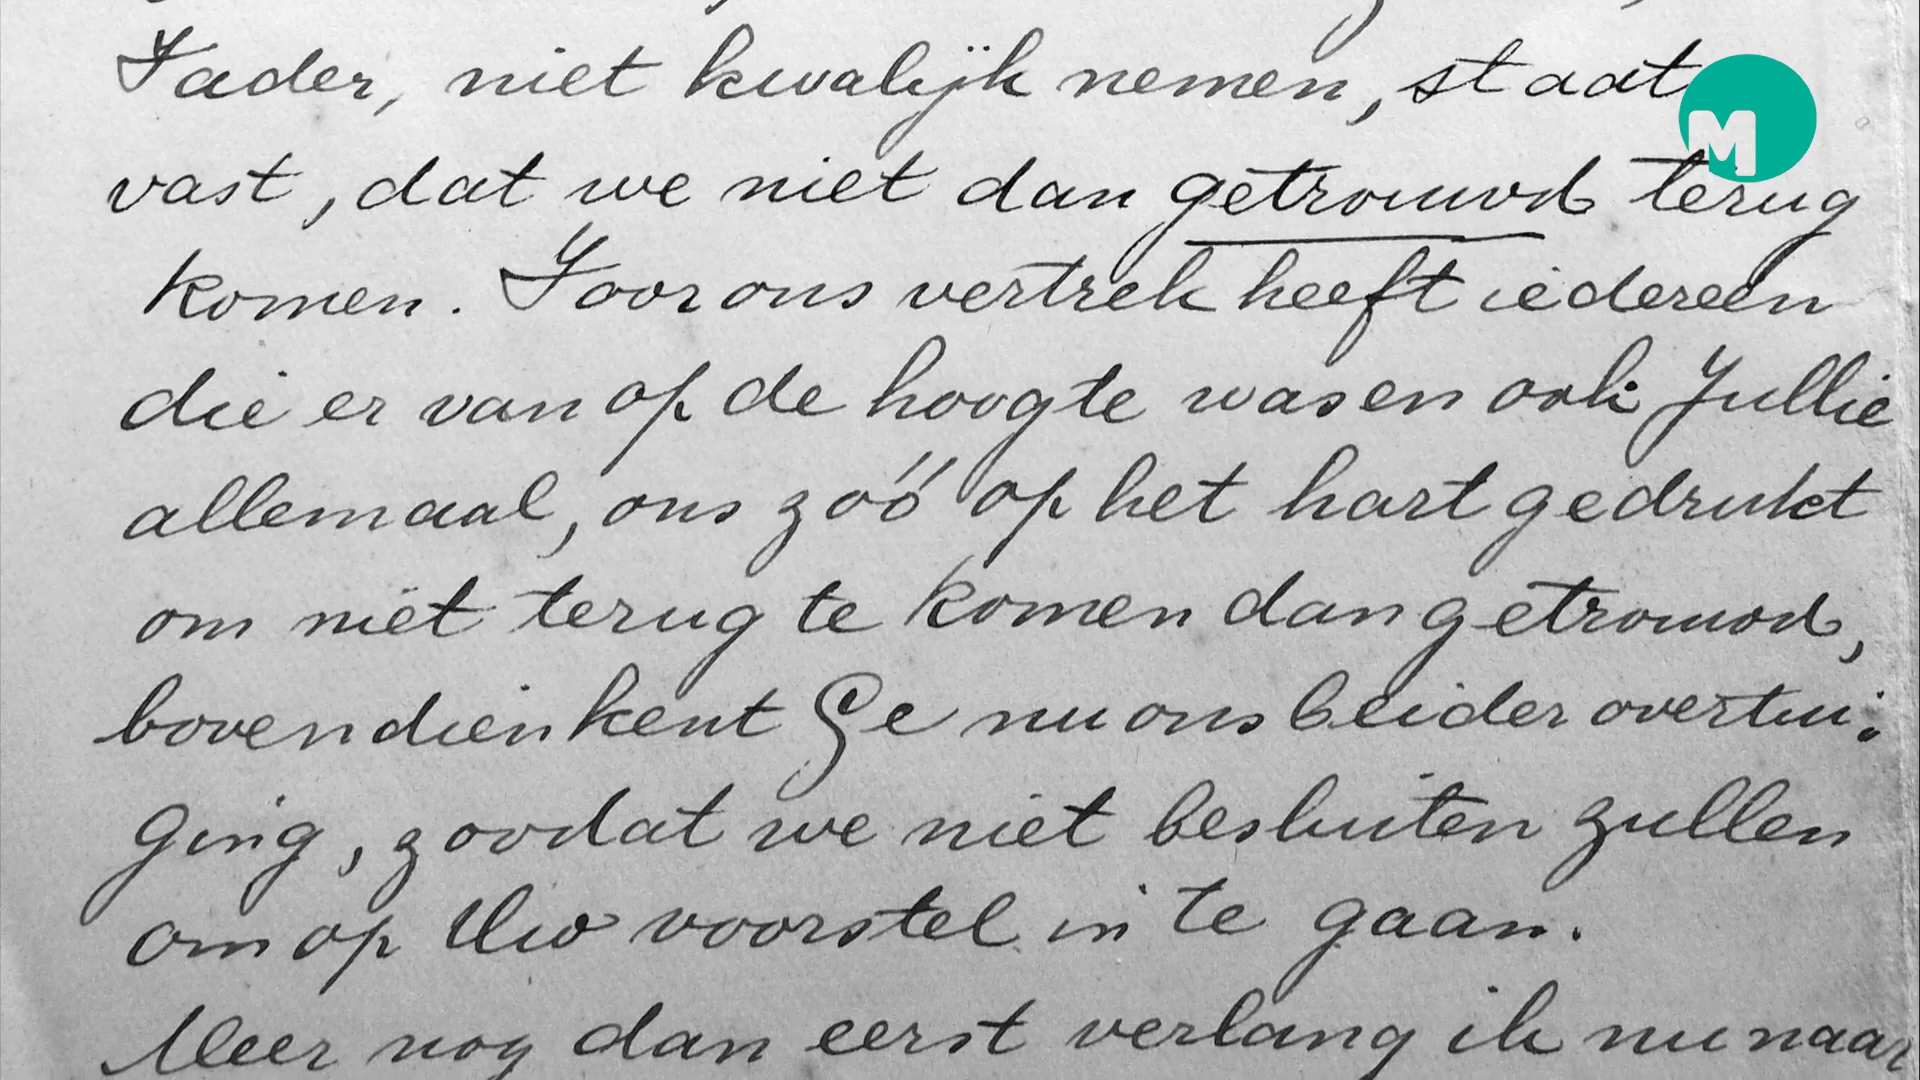 Vader, niet kwalijk nemen, staat
M
vast, dat we niet dan getrouwd terug
komen. Voor ons vertrek heeft iedereen
die er van op de hoogte was en ook Jullie
allemaal, ons zóó op het hart gedrukt
om niet terug te komen dan getrouwd,
bovendien kent Ge nu ons beider overtui-
ging, zoodat we niet besluiten zullen
om op Uw voorstel in te gaan.
Meer nog dan eerst verlang ik nu naar